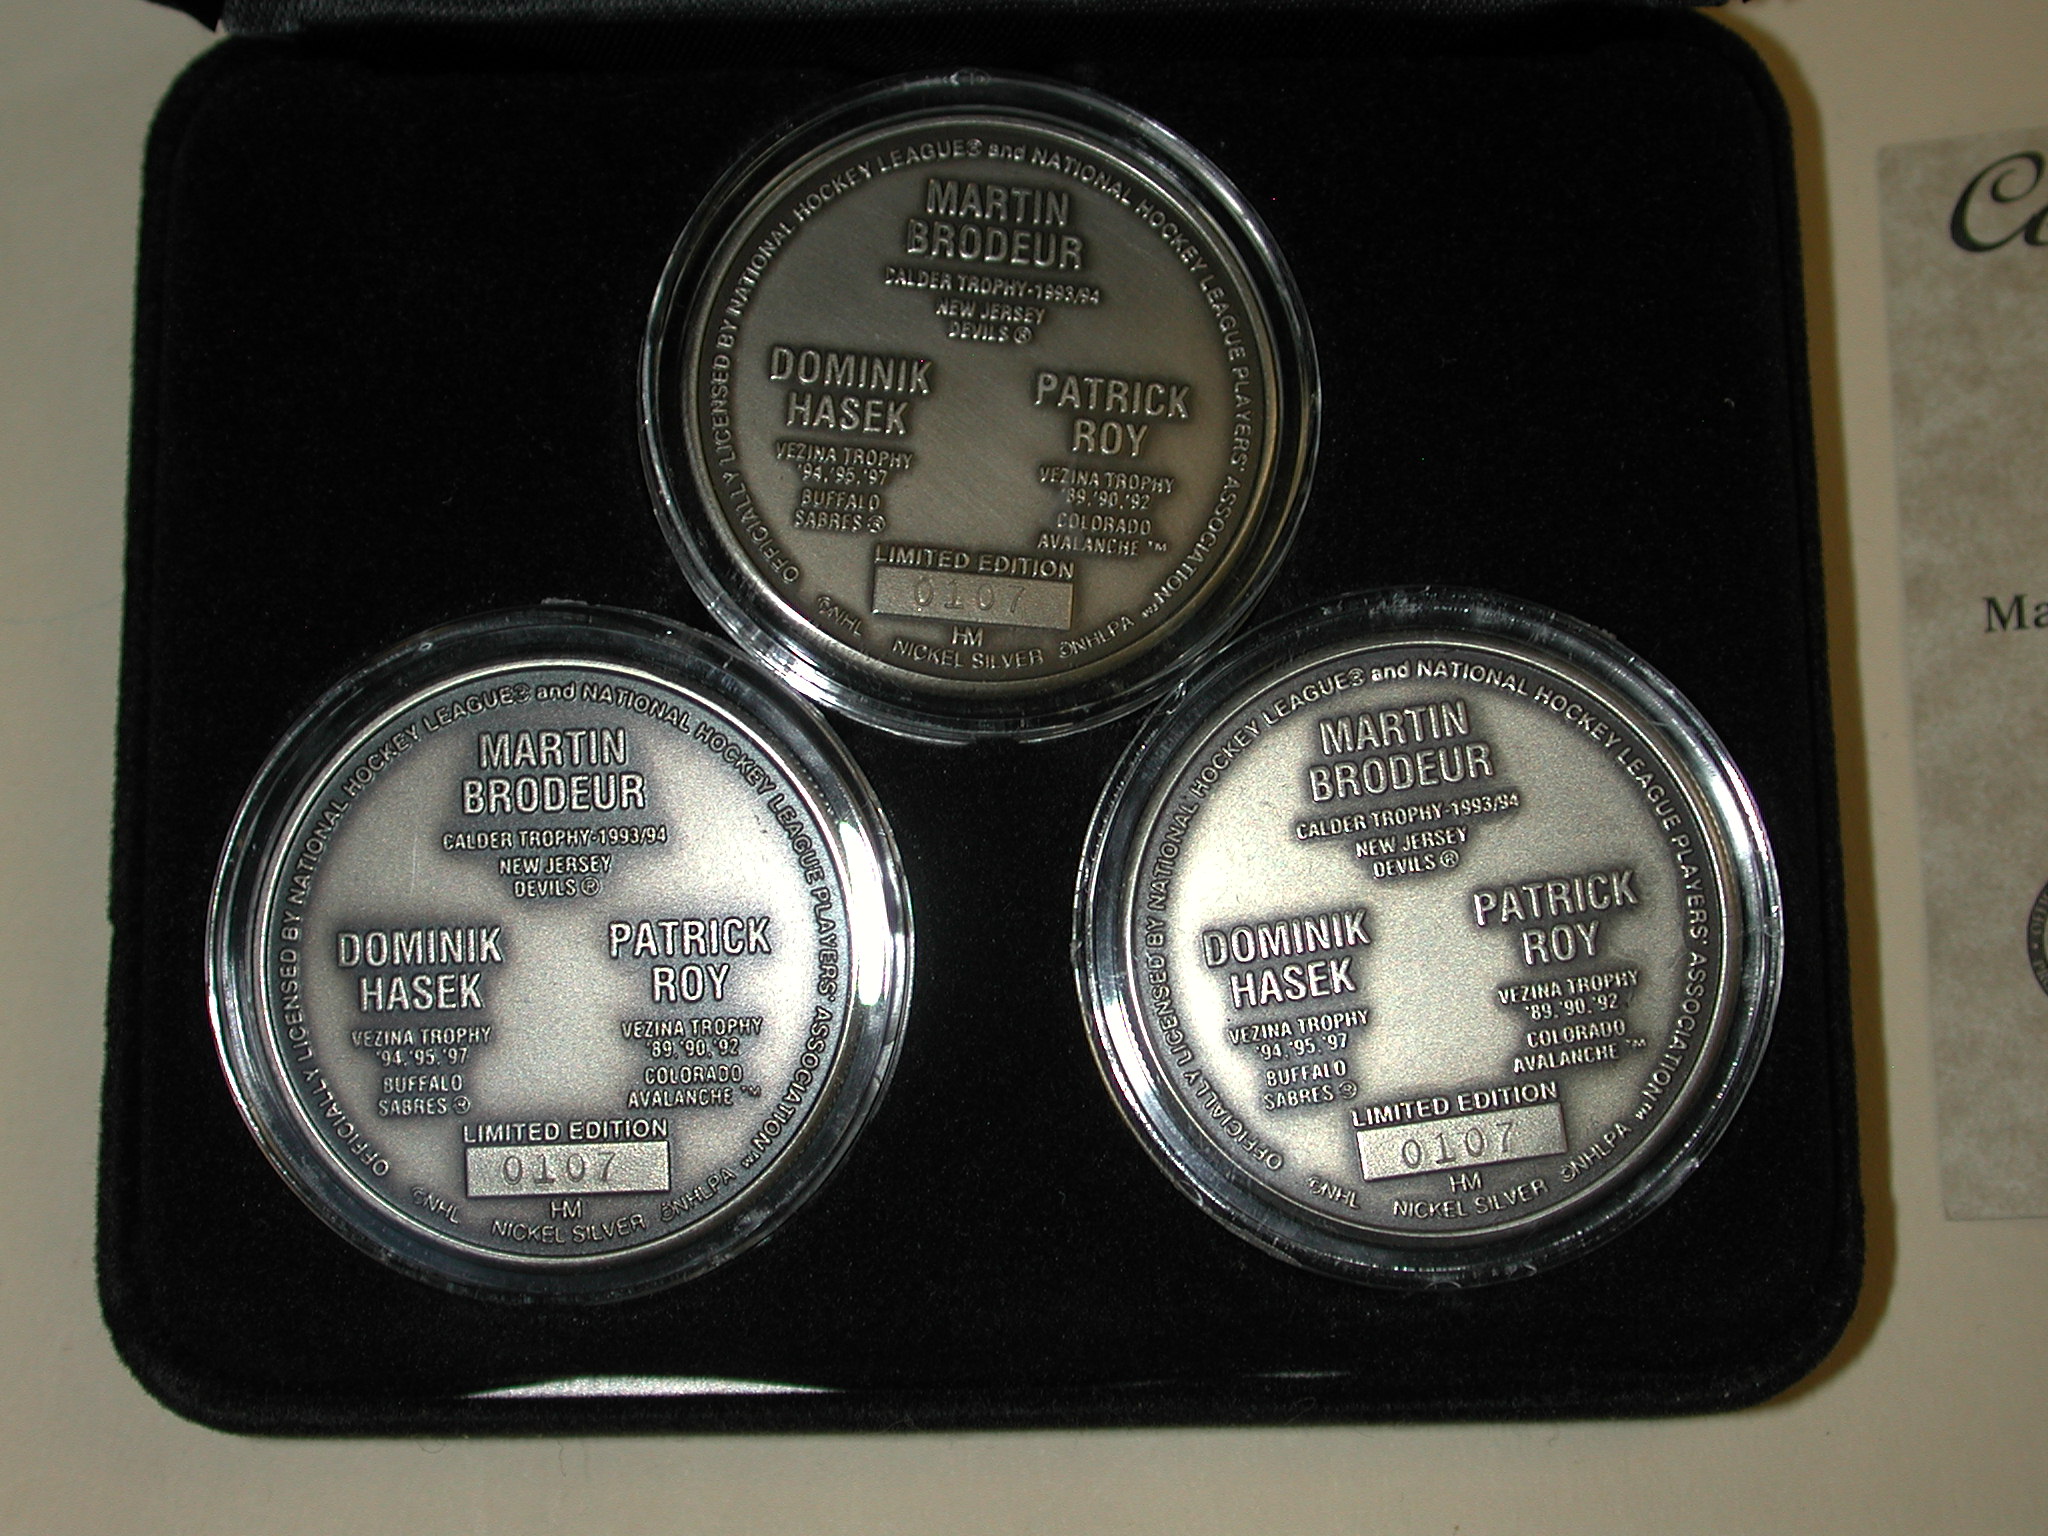 OFFICIALLY LICENSED BY NATIONAL HOCKEY LEAGUE® and NATIONAL HOCKEY LEAGUE PLAYERS' ASSOCIATION™
MARTIN
BRODEUR
CALDER TROPHY-1993/94
NEW JERSEY
DEVILS ®
DOMINIK
HASEK
VEZINA TROPHY
'94, '95, '97
BUFFALO
SABRES ®
PATRICK
ROY
VEZINA TROPHY
'89, '90, '92
COLORADO
AVALANCHE ™
LIMITED EDITION
0107
HM
©NHL NICKEL SILVER ©NHLPA
OFFICIALLY LICENSED BY NATIONAL HOCKEY LEAGUE® and NATIONAL HOCKEY LEAGUE PLAYERS' ASSOCIATION™
MARTIN
BRODEUR
CALDER TROPHY-1993/94
NEW JERSEY
DEVILS ®
DOMINIK
HASEK
VEZINA TROPHY
'94, '95, '97
BUFFALO
SABRES ®
PATRICK
ROY
VEZINA TROPHY
'89, '90, '92
COLORADO
AVALANCHE ™
LIMITED EDITION
0107
HM
©NHL NICKEL SILVER ©NHLPA
OFFICIALLY LICENSED BY NATIONAL HOCKEY LEAGUE® and NATIONAL HOCKEY LEAGUE PLAYERS' ASSOCIATION™
MARTIN
BRODEUR
CALDER TROPHY-1993/94
NEW JERSEY
DEVILS ®
DOMINIK
HASEK
VEZINA TROPHY
'94, '95, '97
BUFFALO
SABRES ®
PATRICK
ROY
VEZINA TROPHY
'89, '90, '92
COLORADO
AVALANCHE ™
LIMITED EDITION
0107
HM
©NHL NICKEL SILVER ©NHLPA
Ma